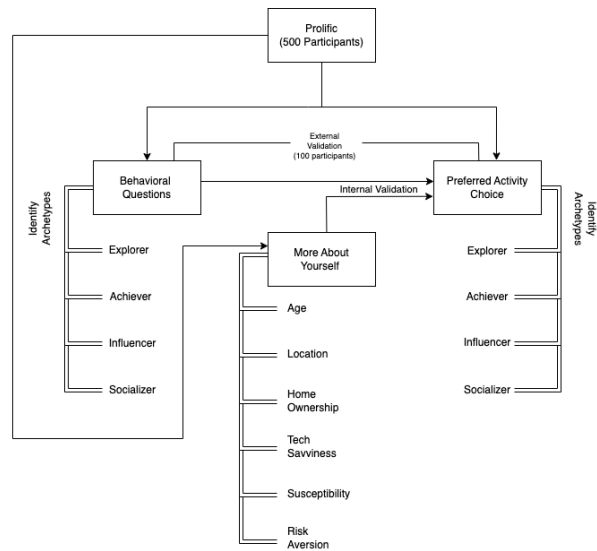 Prolific
(500 Participants)
External
Validation
(100 participants)
Behavioral
Questions
Preferred Activity
Choice
Internal Validation
Identify
Archetypes
Identify
Archetypes
More About
Yourself
Explorer
Achiever
Influencer
Socializer
Age
Location
Home
Ownership
Tech
Savviness
Susceptibility
Risk
Aversion
Explorer
Achiever
Influencer
Socializer